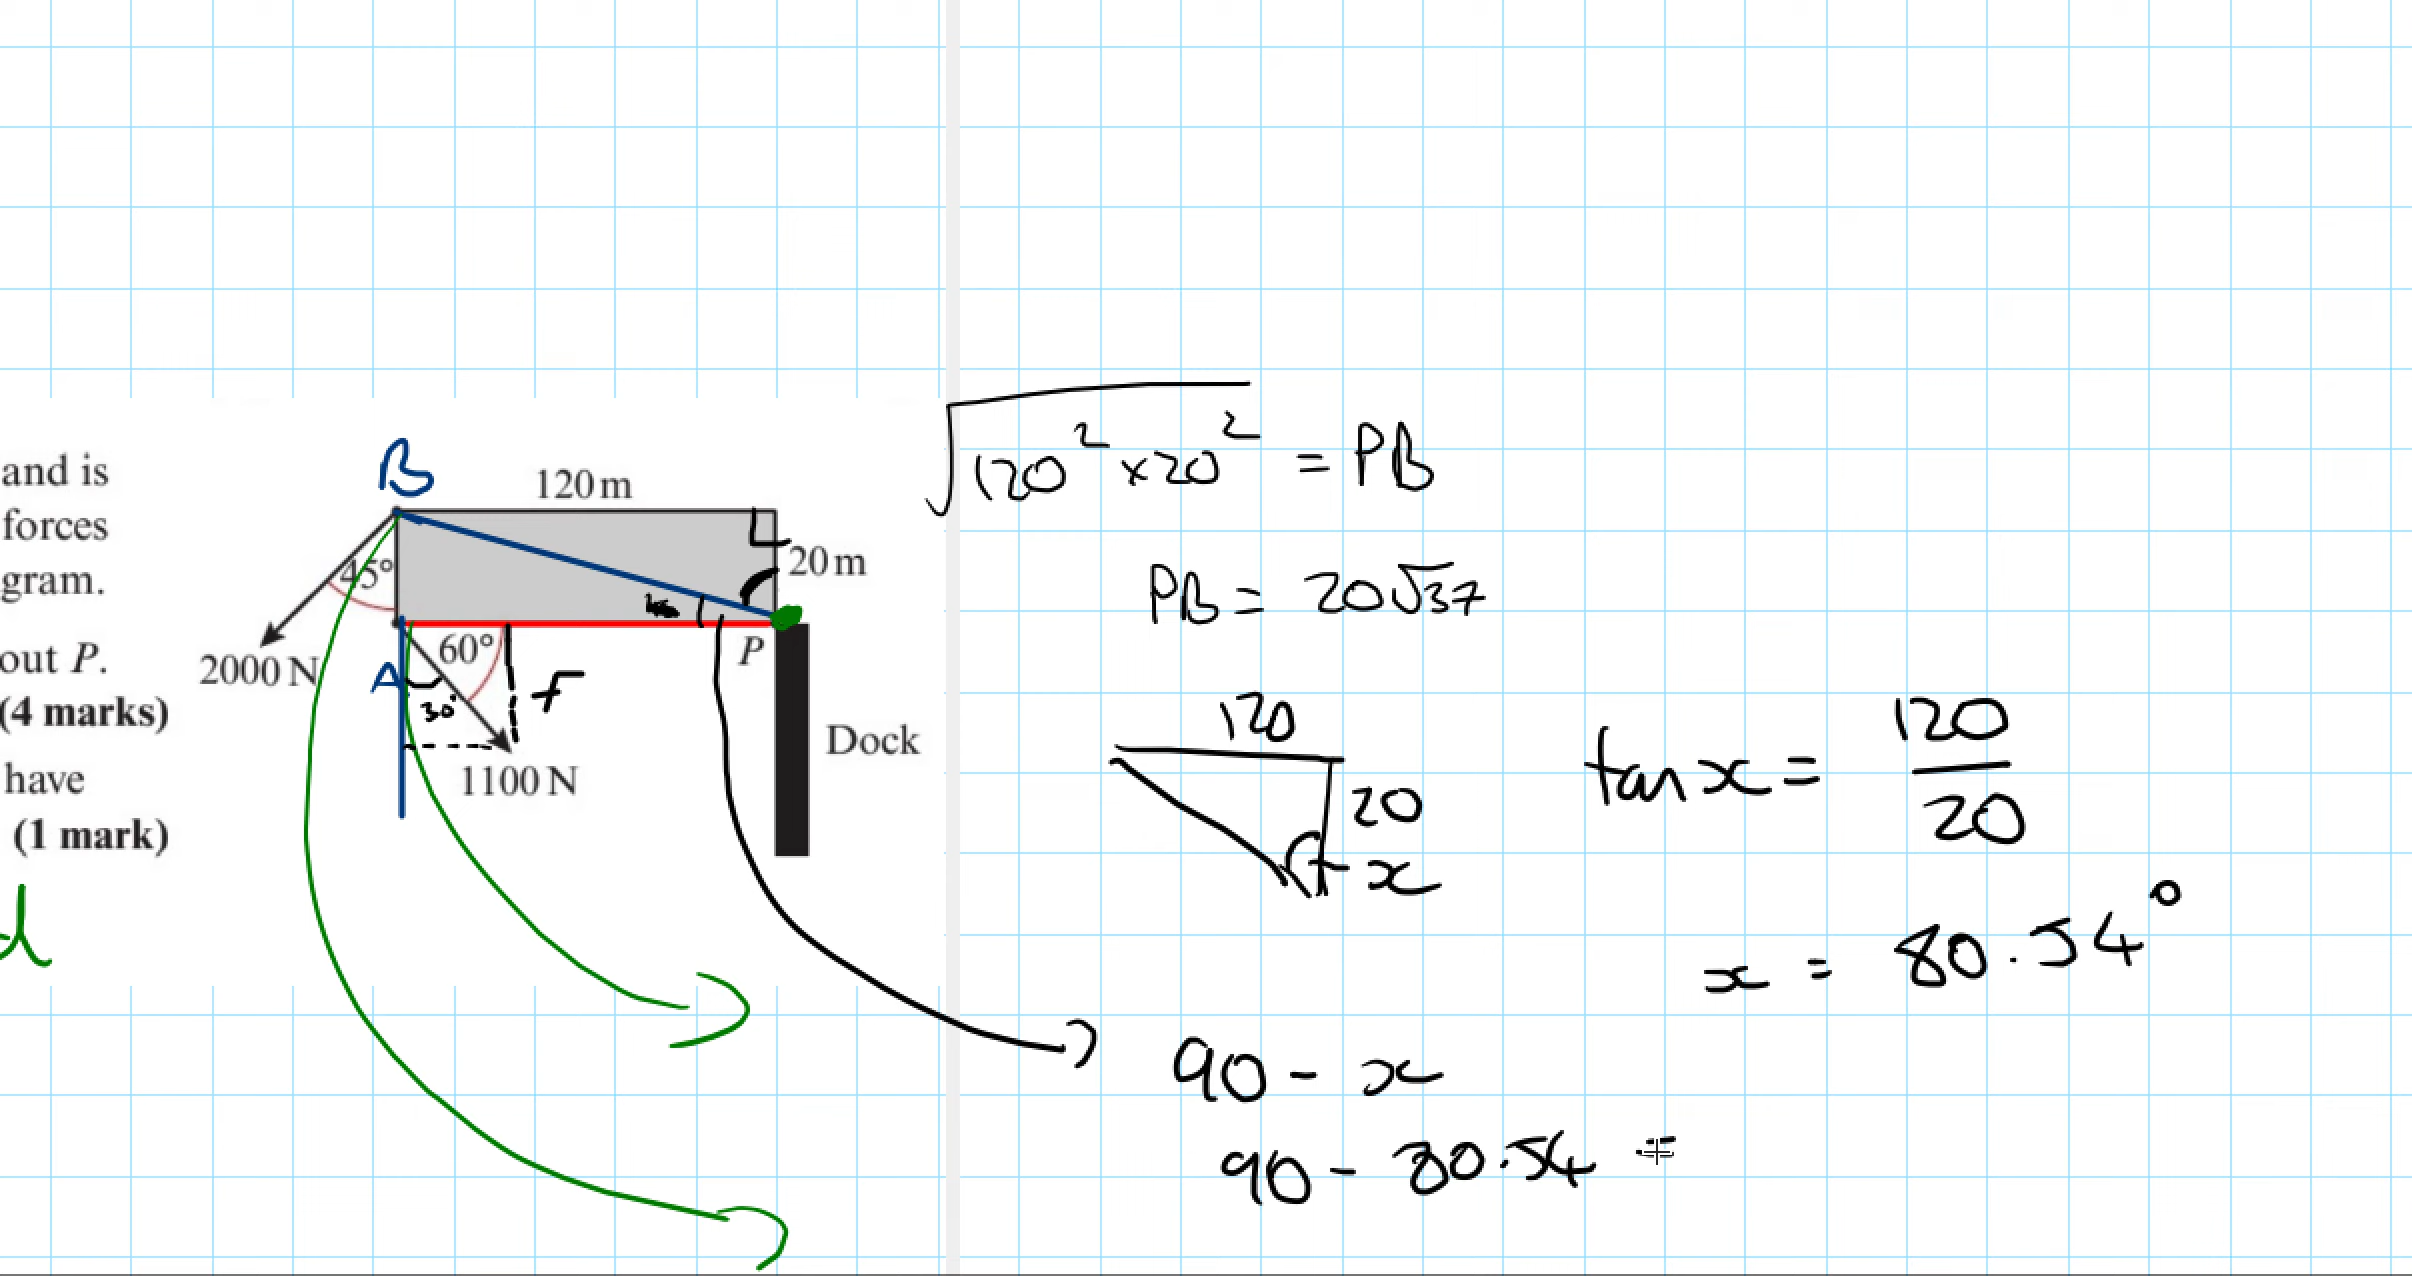 and is
forces
gram.
out P.
(4 marks)
have
(1 mark)
d
B
120 m
20 m
45°
2000 N
A
60°
30°
F
P
1100 N
Dock
√120² × 20² = PB
PB = 20√37
120
20
x
tan x = 120/20
x = 80.54°
90 - x
90 - 80.54 =